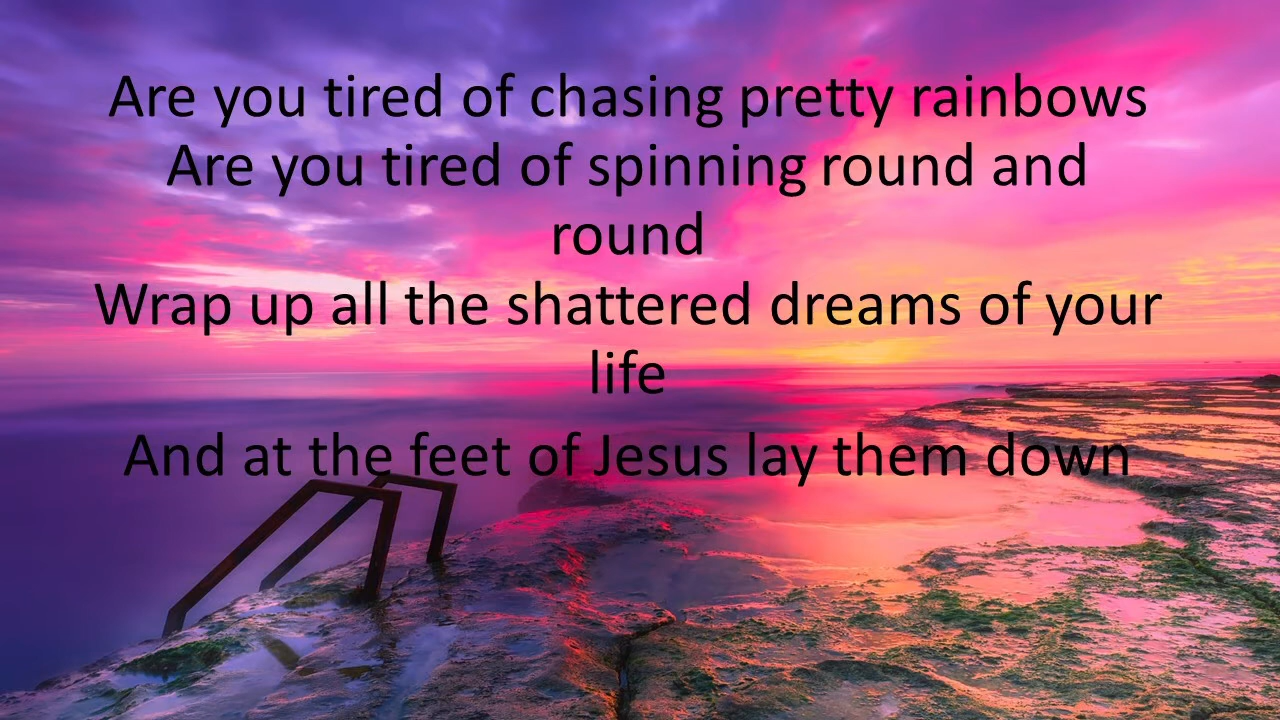 Are you tired of chasing pretty rainbows
Are you tired of spinning round and
round
Wrap up all the shattered dreams of your
life
And at the feet of Jesus lay them down